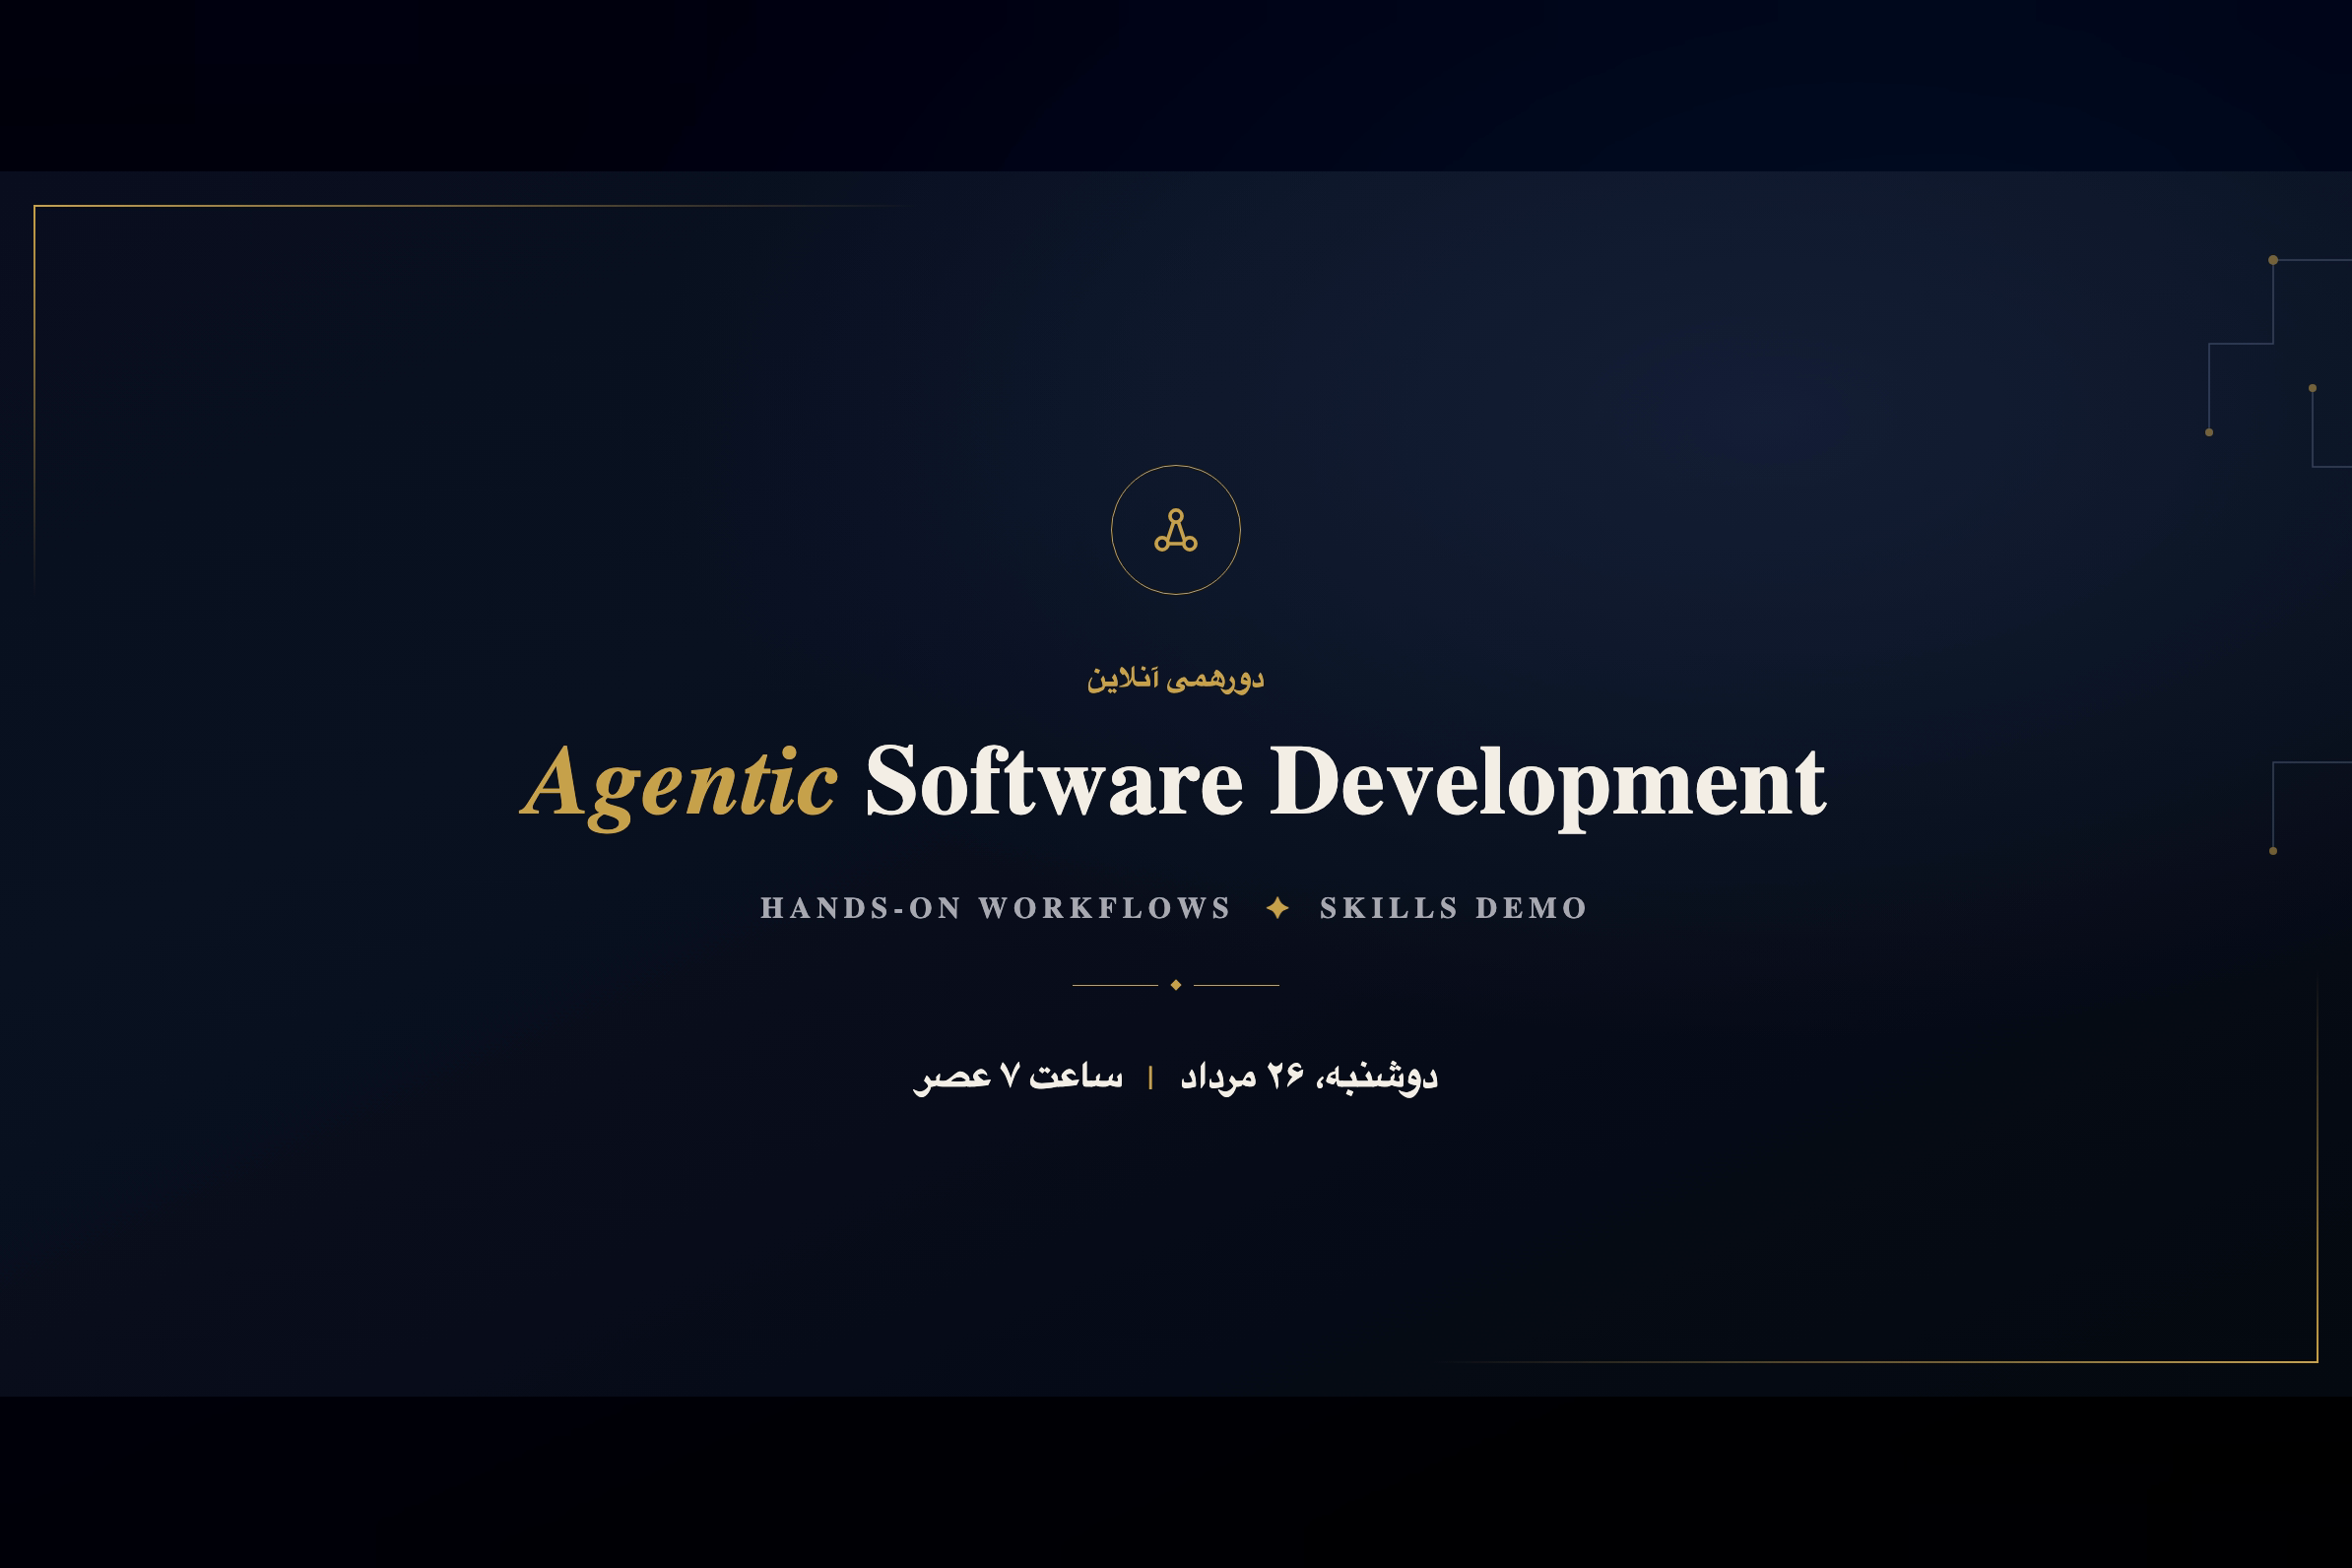 دورهمی آنلاین
Agentic Software Development
HANDS-ON WORKFLOWS ✦ SKILLS DEMO
دوشنبه، ۲۶ مرداد | ساعت ۷ عصر